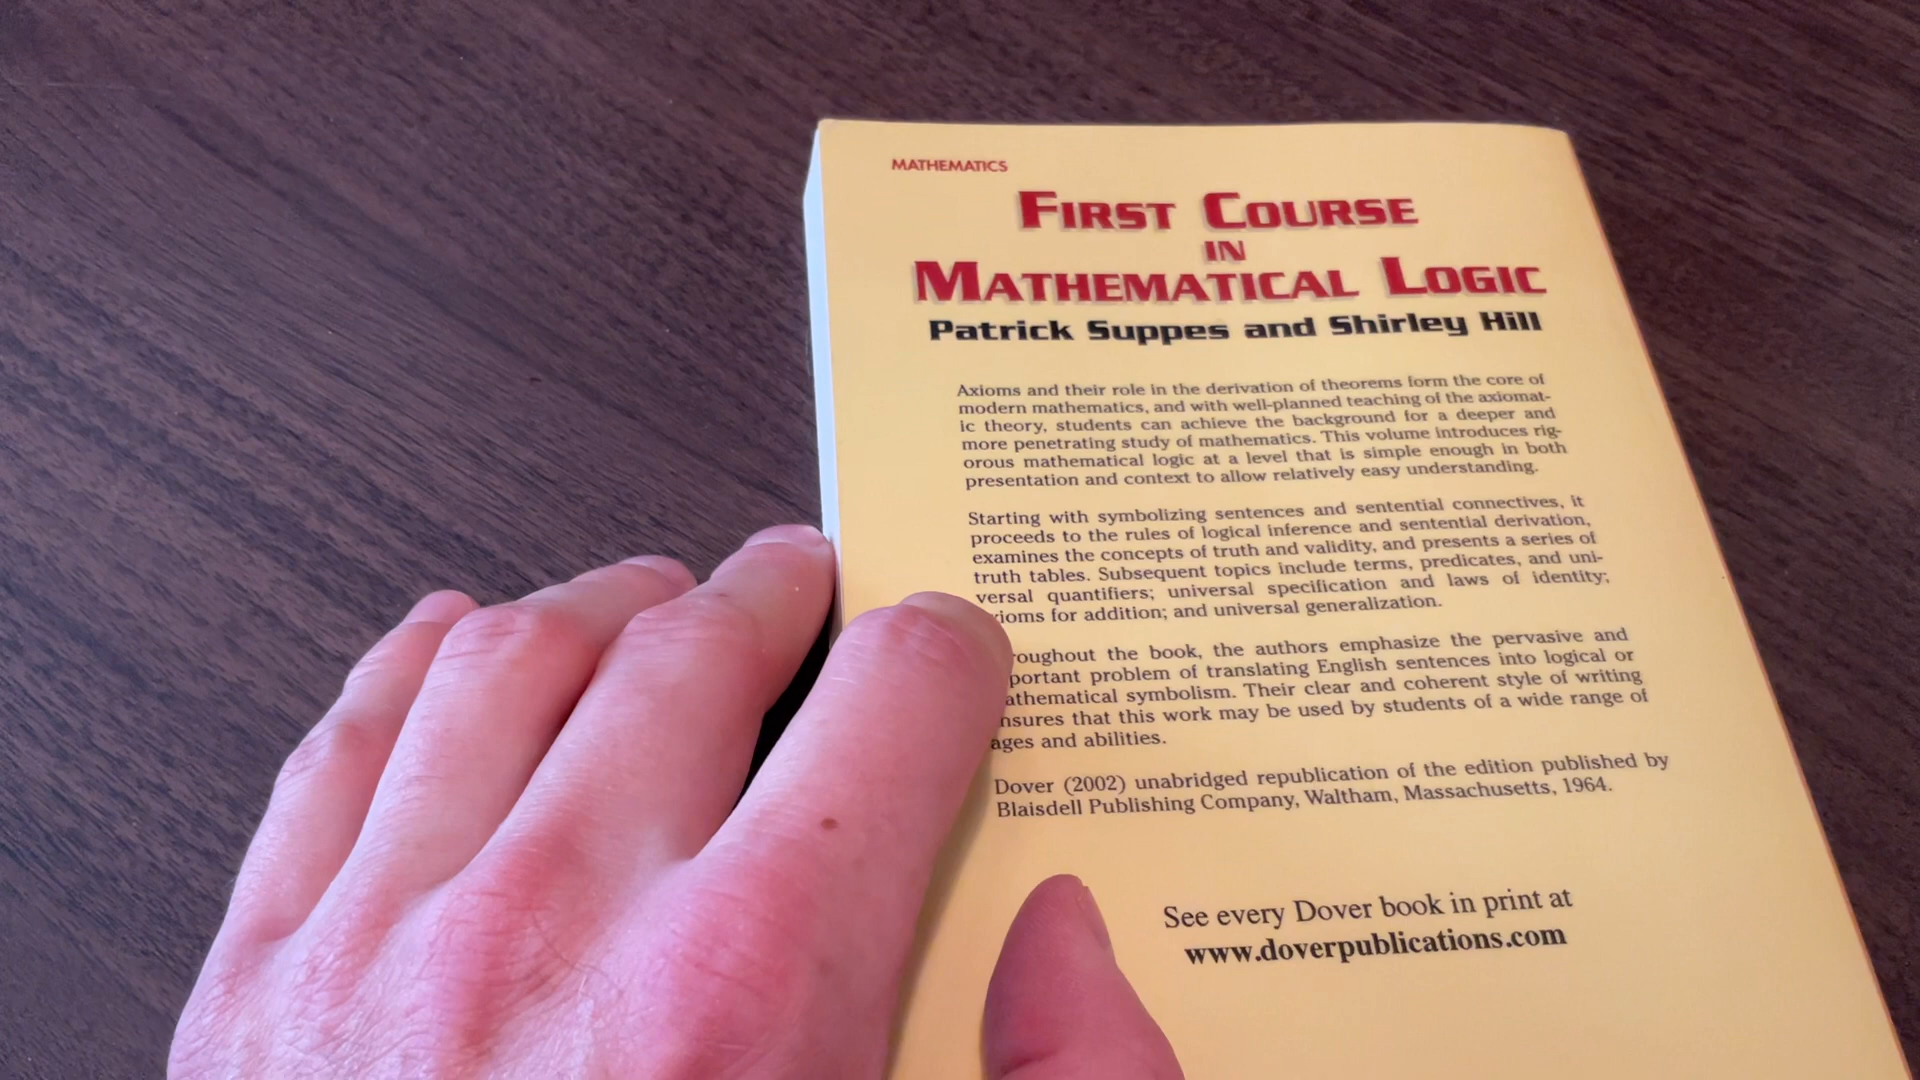 MATHEMATICS
FIRST COURSE
IN
MATHEMATICAL LOGIC
Patrick Suppes and Shirley Hill
Axioms and their role in the derivation of theorems form the core of
modern mathematics, and with well-planned teaching of the axiomat-
ic theory, students can achieve the background for a deeper and
more penetrating study of mathematics. This volume introduces rig-
orous mathematical logic at a level that is simple enough in both
presentation and context to allow relatively easy understanding.
Starting with symbolizing sentences and sentential connectives, it
proceeds to the rules of logical inference and sentential derivation,
examines the concepts of truth and validity, and presents a series of
truth tables. Subsequent topics include terms, predicates, and uni-
versal quantifiers; universal specification and laws of identity;
for addition; and universal generalization.
the book, the authors emphasize the pervasive and
problem of translating English sentences into logical or
symbolism. Their clear and coherent style of writing
that this work may be used by students of a wide range of
ages and abilities.
Dover (2002) unabridged republication of the edition published by
Blaisdell Publishing Company, Waltham, Massachusetts, 1964.
See every Dover book in print at
www.doverpublications.com